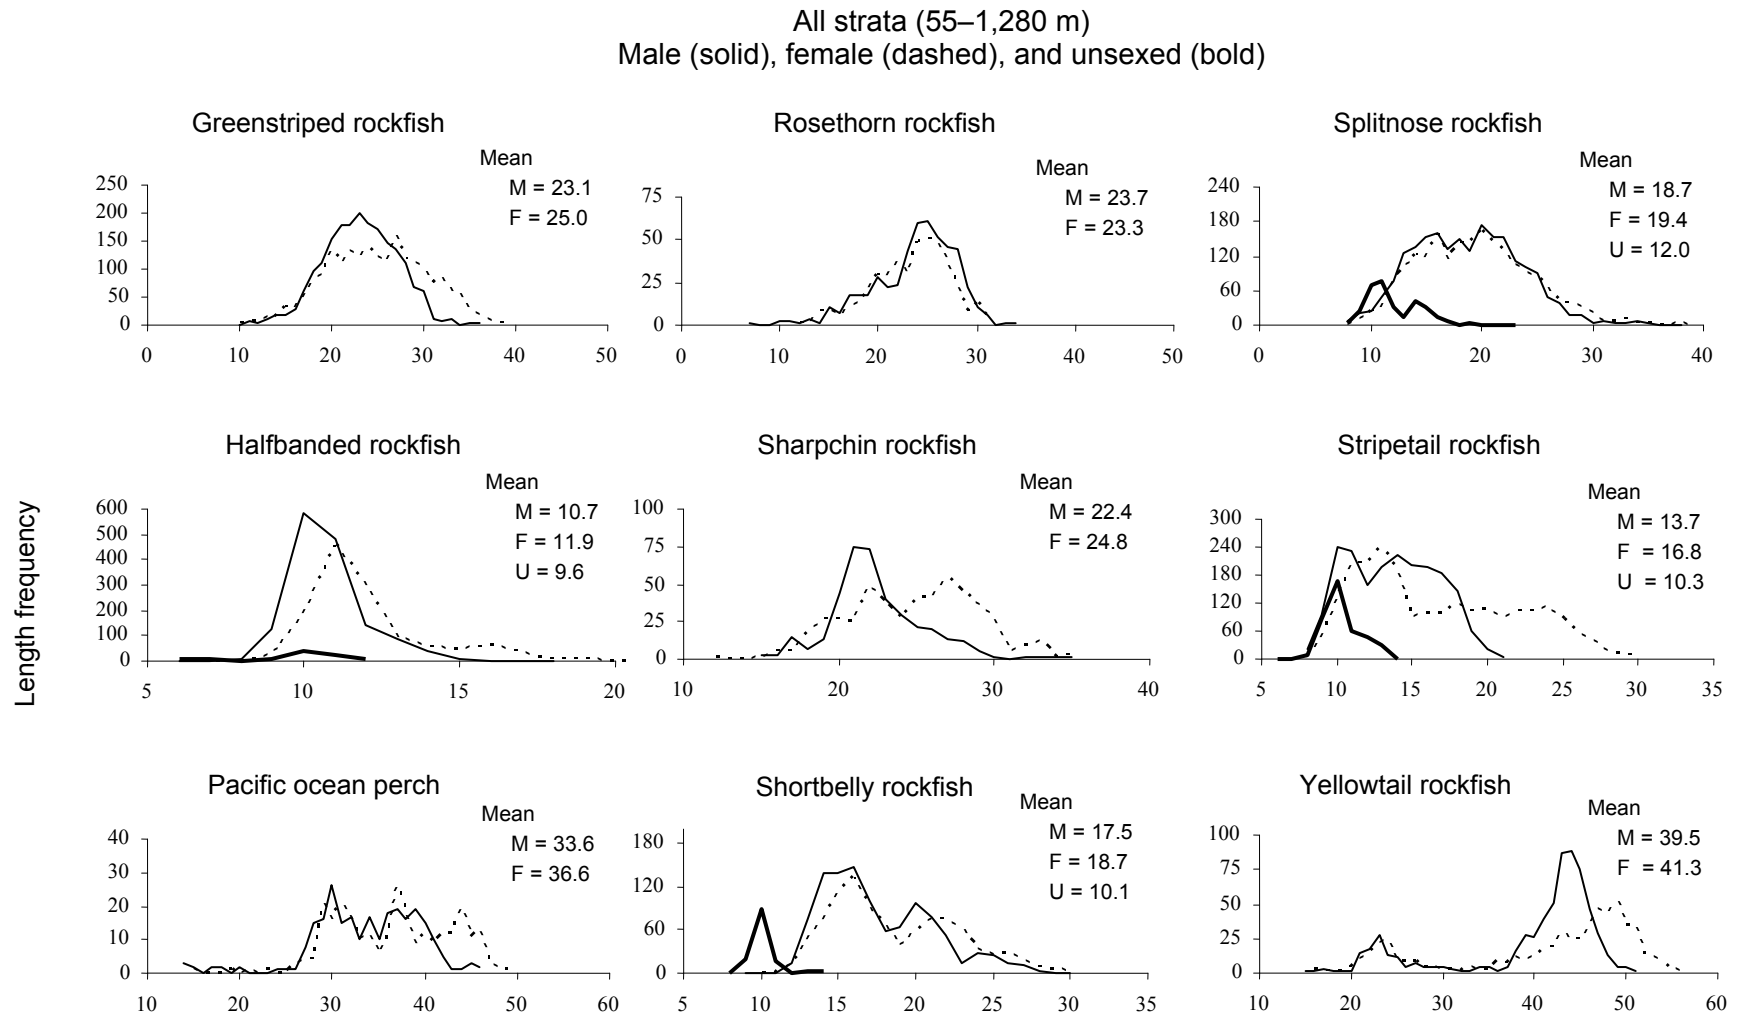 All strata (55–1,280 m)
Male (solid), female (dashed), and unsexed (bold)
Length frequency
Greenstriped rockfish
Mean
M = 23.1
F = 25.0
250
200
150
100
50
0
0 10 20 30 40 50
Rosethorn rockfish
Mean
M = 23.7
F = 23.3
75
50
25
0
0 10 20 30 40 50
Splitnose rockfish
Mean
M = 18.7
F = 19.4
U = 12.0
240
180
120
60
0
0 10 20 30 40
Halfbanded rockfish
Mean
M = 10.7
F = 11.9
U = 9.6
600
500
400
300
200
100
0
5 10 15 20
Sharpchin rockfish
Mean
M = 22.4
F = 24.8
100
75
50
25
0
10 20 30 40
Stripetail rockfish
Mean
M = 13.7
F = 16.8
U = 10.3
300
240
180
120
60
0
5 10 15 20 25 30 35
Pacific ocean perch
Mean
M = 33.6
F = 36.6
40
30
20
10
0
10 20 30 40 50 60
Shortbelly rockfish
Mean
M = 17.5
F = 18.7
U = 10.1
180
120
60
0
5 10 15 20 25 30 35
Yellowtail rockfish
Mean
M = 39.5
F = 41.3
100
75
50
25
0
10 20 30 40 50 60